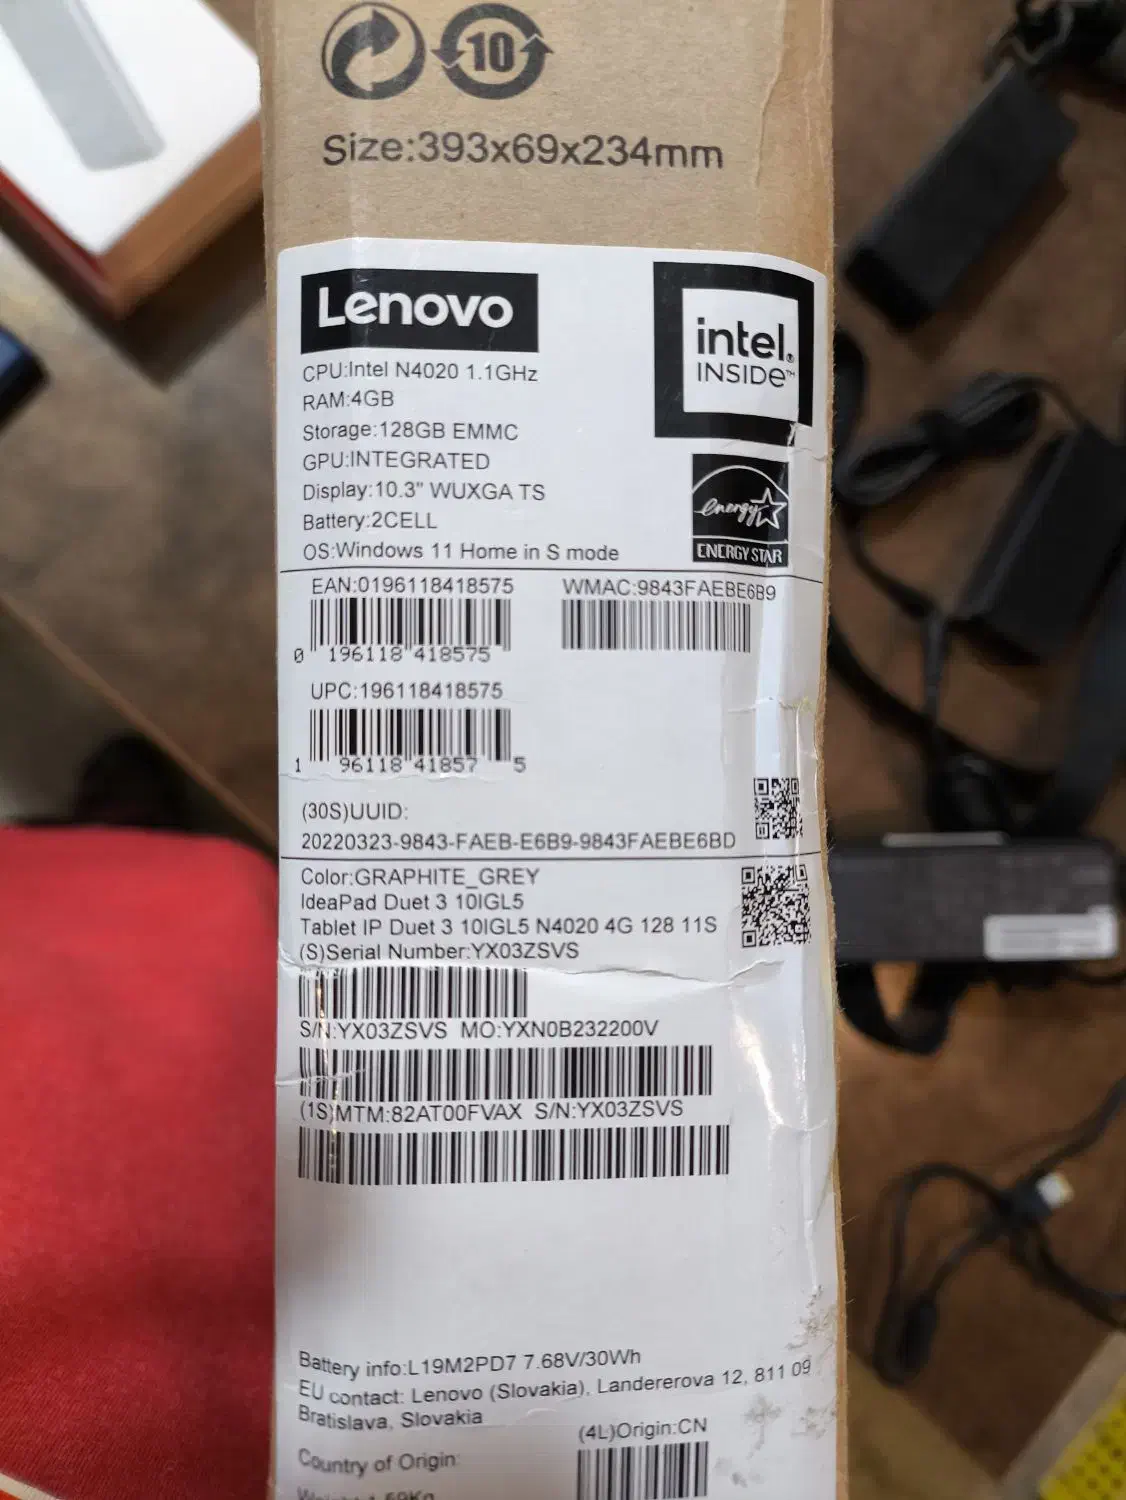 10
Size:393x69x234mm
Lenovo
intel.
INSIDE™
CPU:Intel N4020 1.1GHz
RAM:4GB
Storage:128GB EMMC
GPU:INTEGRATED
Display:10.3" WUXGA TS
Battery:2CELL
OS:Windows 11 Home in S mode
energy
ENERGY STAR
EAN:0196118418575
WMAC:9843FAEBE6B9
0 196118 418575
UPC:196118418575
1 96118 41857 5
(30S)UUID:
20220323-9843-FAEB-E6B9-9843FAEBE6BD
Color:GRAPHITE_GREY
IdeaPad Duet 3 10IGL5
Tablet IP Duet 3 10IGL5 N4020 4G 128 11S
(S)Serial Number:YX03ZSVS
S/N:YX03ZSVS MO:YXN0B232200V
(1S)MTM:82AT00FVAX S/N:YX03ZSVS
Battery info:L19M2PD7 7.68V/30Wh
EU contact: Lenovo (Slovakia), Landererova 12, 811 09
Bratislava, Slovakia
(4L)Origin:CN
Country of Origin: